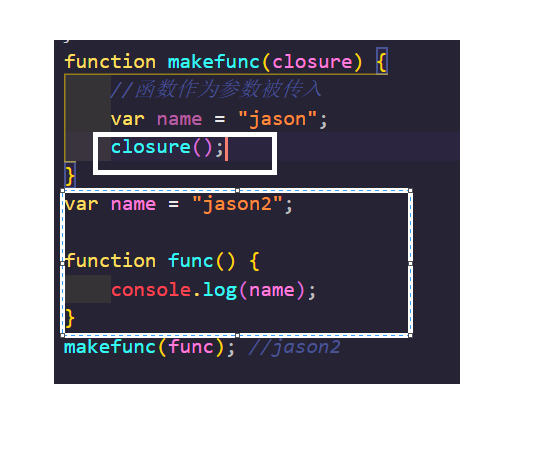 function makefunc(closure) {
//函数作为参数被传入
var name = "jason";
closure();
}
var name = "jason2";
function func() {
console.log(name);
}
makefunc(func); //jason2